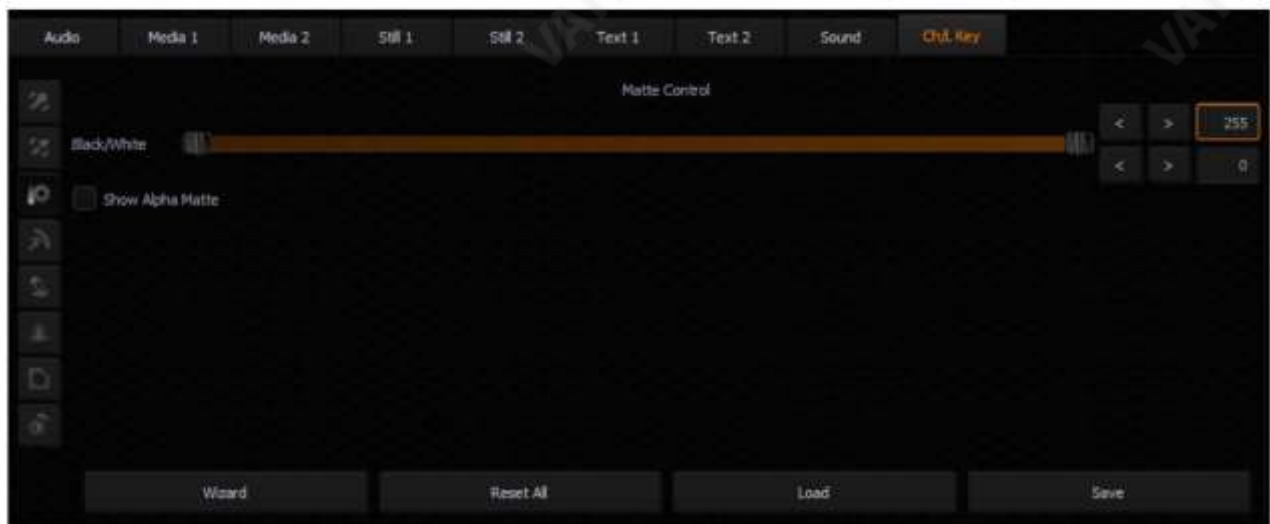 Audio Media 1 Media 2 Still 1 Still 2 Text 1 Text 2 Sound Ch/L Key
Matte Control
< > 255
Black/White
< > 0
Show Alpha Matte
Wizard Reset All Load Save